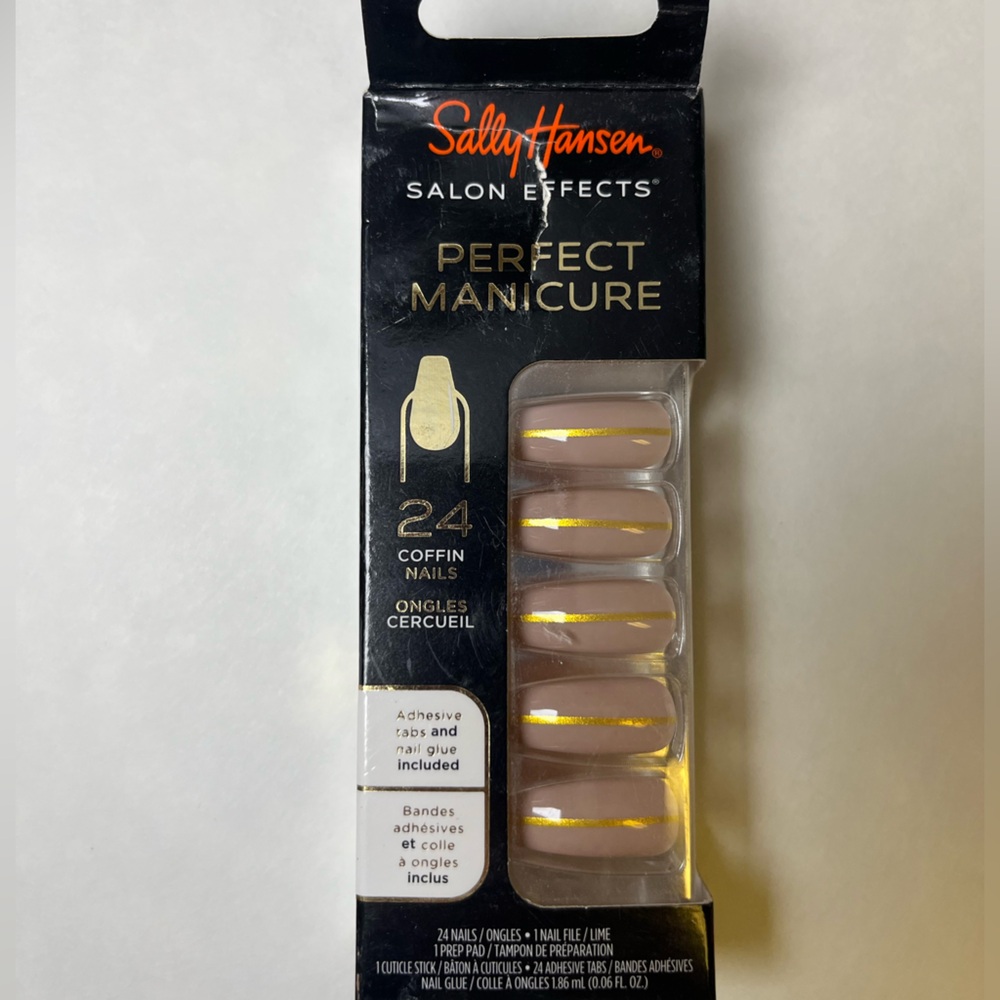 Sally Hansen®
SALON EFFECTS®
PERFECT
MANICURE
24
COFFIN
NAILS
ONGLES
CERCUEIL
Adhesive
tabs and
nail glue
included
Bandes
adhésives
et colle
à ongles
inclus
24 NAILS / ONGLES • 1 NAIL FILE / LIME
1 PREP PAD / TAMPON DE PRÉPARATION
1 CUTICLE STICK / BÂTON À CUTICULES • 24 ADHESIVE TABS / BANDES ADHÉSIVES
NAIL GLUE / COLLE À ONGLES 1.86 mL (0.06 FL. OZ.)